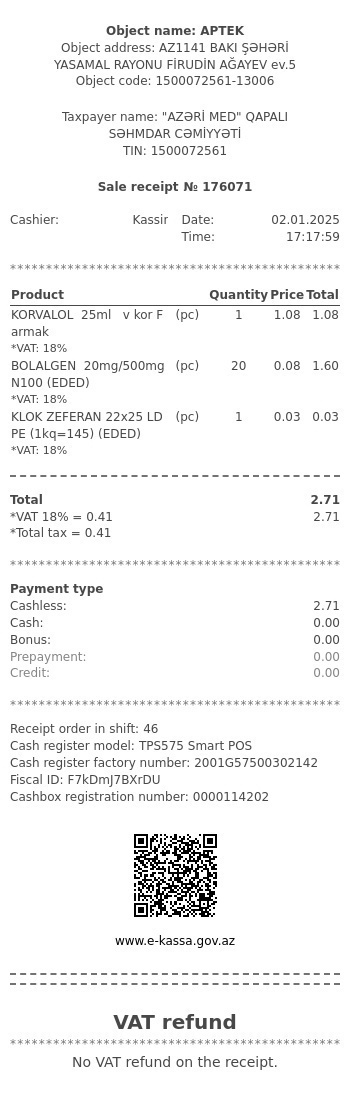 Object name: APTEK
Object address: AZ1141 BAKI ŞƏHƏRİ
YASAMAL RAYONU FİRUDİN AĞAYEV ev.5
Object code: 1500072561-13006
Taxpayer name: "AZƏRİ MED" QAPALI
SƏHMDAR CƏMİYYƏTİ
TIN: 1500072561
Sale receipt № 176071
Cashier: Kassir Date: 02.01.2025
Time: 17:17:59
********************************************
Product Quantity Price Total
KORVALOL 25ml v kor F (pc) 1 1.08 1.08
armak
*VAT: 18%
BOLALGEN 20mg/500mg (pc) 20 0.08 1.60
N100 (EDED)
*VAT: 18%
KLOK ZEFERAN 22x25 LD (pc) 1 0.03 0.03
PE (1kq=145) (EDED)
*VAT: 18%
Total 2.71
*VAT 18% = 0.41 2.71
*Total tax = 0.41
********************************************
Payment type
Cashless: 2.71
Cash: 0.00
Bonus: 0.00
Prepayment: 0.00
Credit: 0.00
********************************************
Receipt order in shift: 46
Cash register model: TPS575 Smart POS
Cash register factory number: 2001G57500302142
Fiscal ID: F7kDmJ7BXrDU
Cashbox registration number: 0000114202
www.e-kassa.gov.az
VAT refund
********************************************
No VAT refund on the receipt.